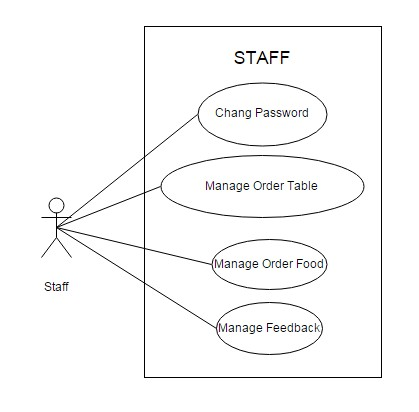 STAFF
Chang Password
Manage Order Table
Manage Order Food
Manage Feedback
Staff